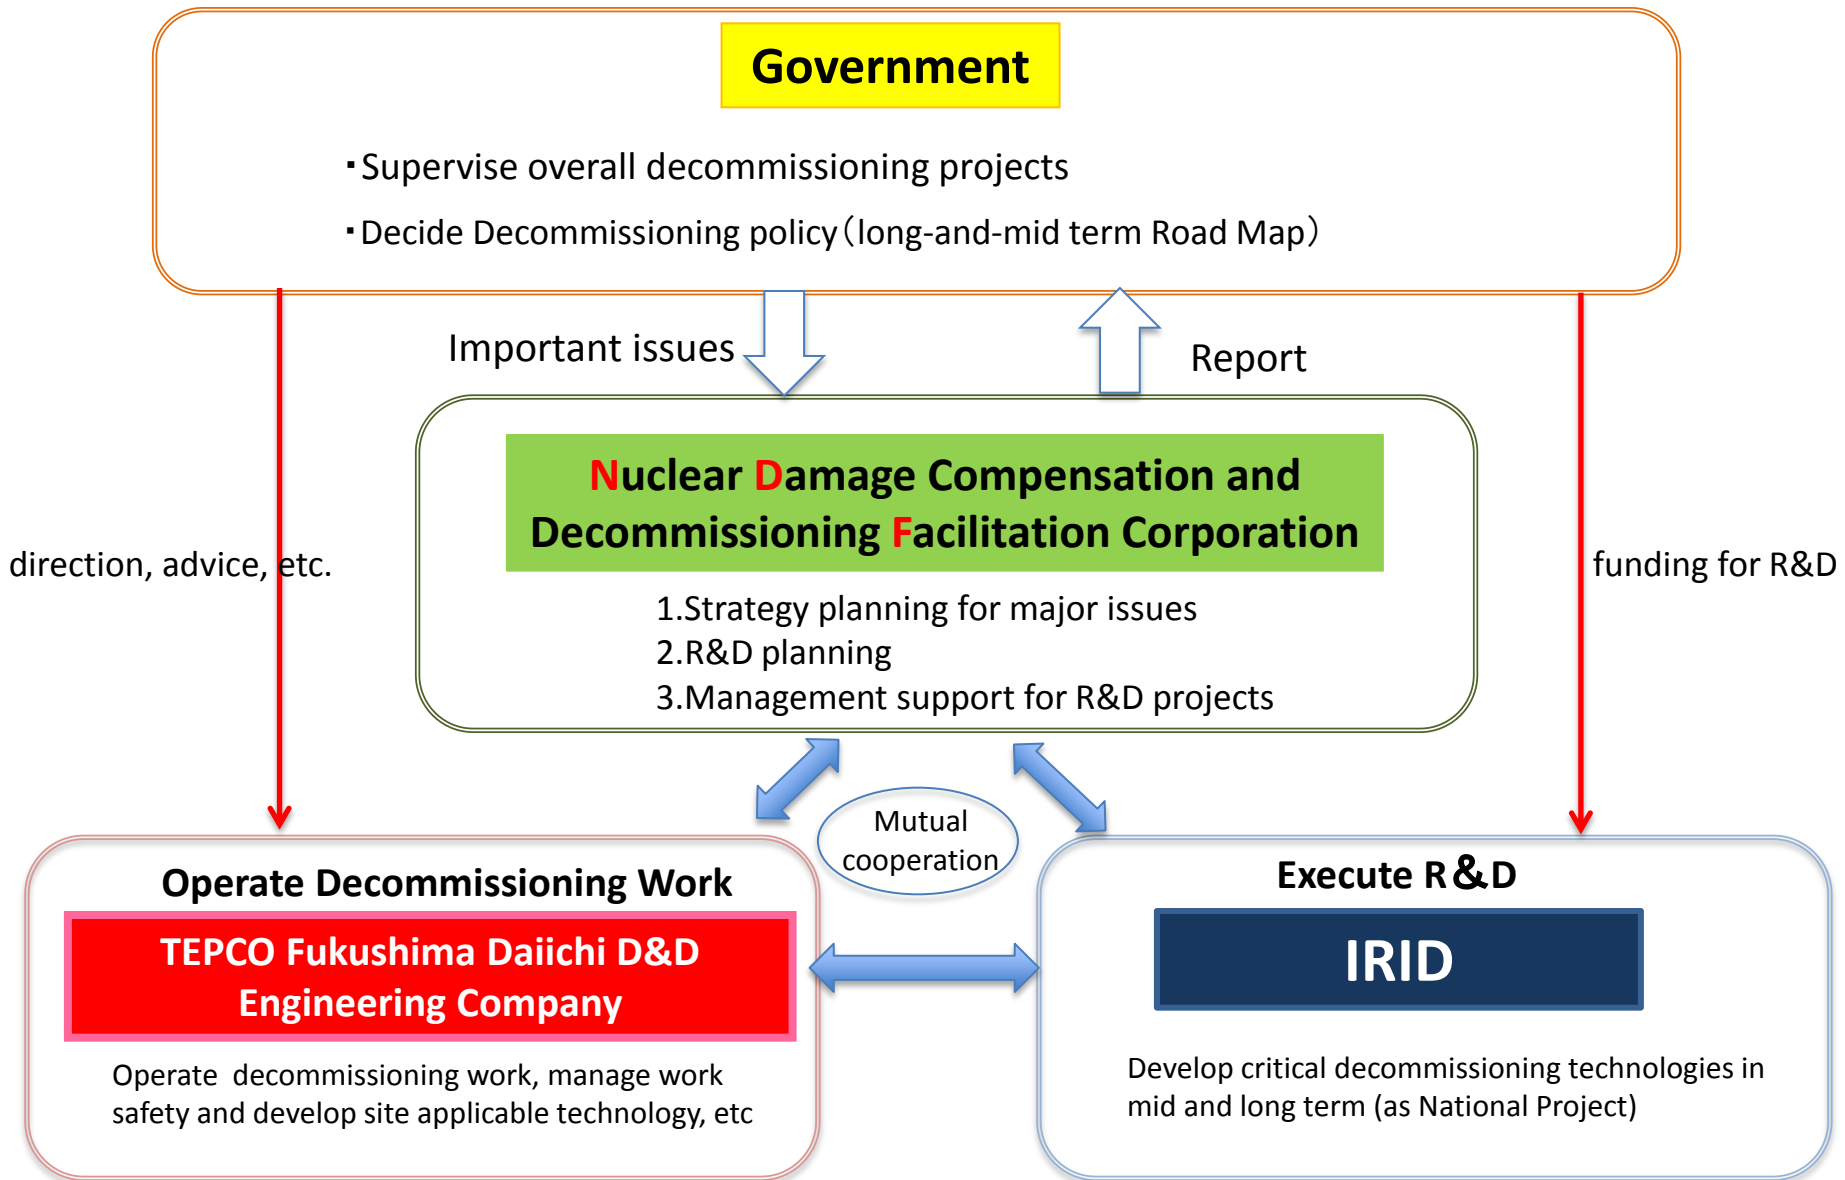 Government
・Supervise overall decommissioning projects
・Decide Decommissioning policy（long-and-mid term Road Map）
Important issues
Report
Nuclear Damage Compensation and
Decommissioning Facilitation Corporation
direction, advice, etc.
funding for R&D
1.Strategy planning for major issues
2.R&D planning
3.Management support for R&D projects
Mutual
cooperation
Operate Decommissioning Work
TEPCO Fukushima Daiichi D&D
Engineering Company
Operate  decommissioning work, manage work
safety and develop site applicable technology, etc
Execute R＆D
IRID
Develop critical decommissioning technologies in
mid and long term (as National Project)